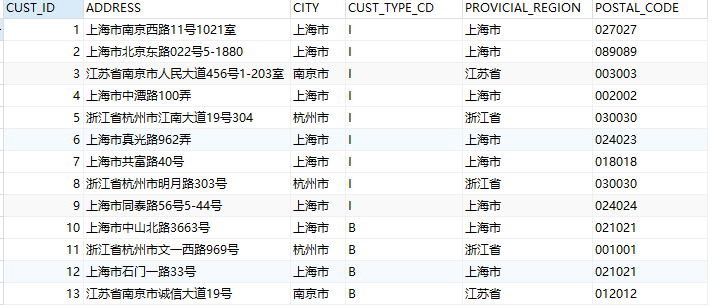 CUST_ID ADDRESS CITY CUST_TYPE_CD PROVICIAL_REGION POSTAL_CODE
1 上海市南京西路11号1021室 上海市 I 上海市 027027
2 上海市北京东路022号5-1880 上海市 I 上海市 089089
3 江苏省南京市人民大道456号1-203室 南京市 I 江苏省 003003
4 上海市中潭路100弄 上海市 I 上海市 002002
5 浙江省杭州市江南大道19号304 杭州市 I 浙江省 030030
6 上海市真光路962弄 上海市 I 上海市 024023
7 上海市共富路40号 上海市 I 上海市 018018
8 浙江省杭州市明月路303号 杭州市 I 浙江省 030030
9 上海市同泰路56号5-44号 上海市 I 上海市 024024
10 上海市中山北路3663号 上海市 B 上海市 021021
11 浙江省杭州市文一西路969号 杭州市 B 浙江省 001001
12 上海市石门一路33号 上海市 B 上海市 021021
13 江苏省南京市诚信大道19号 南京市 B 江苏省 012012